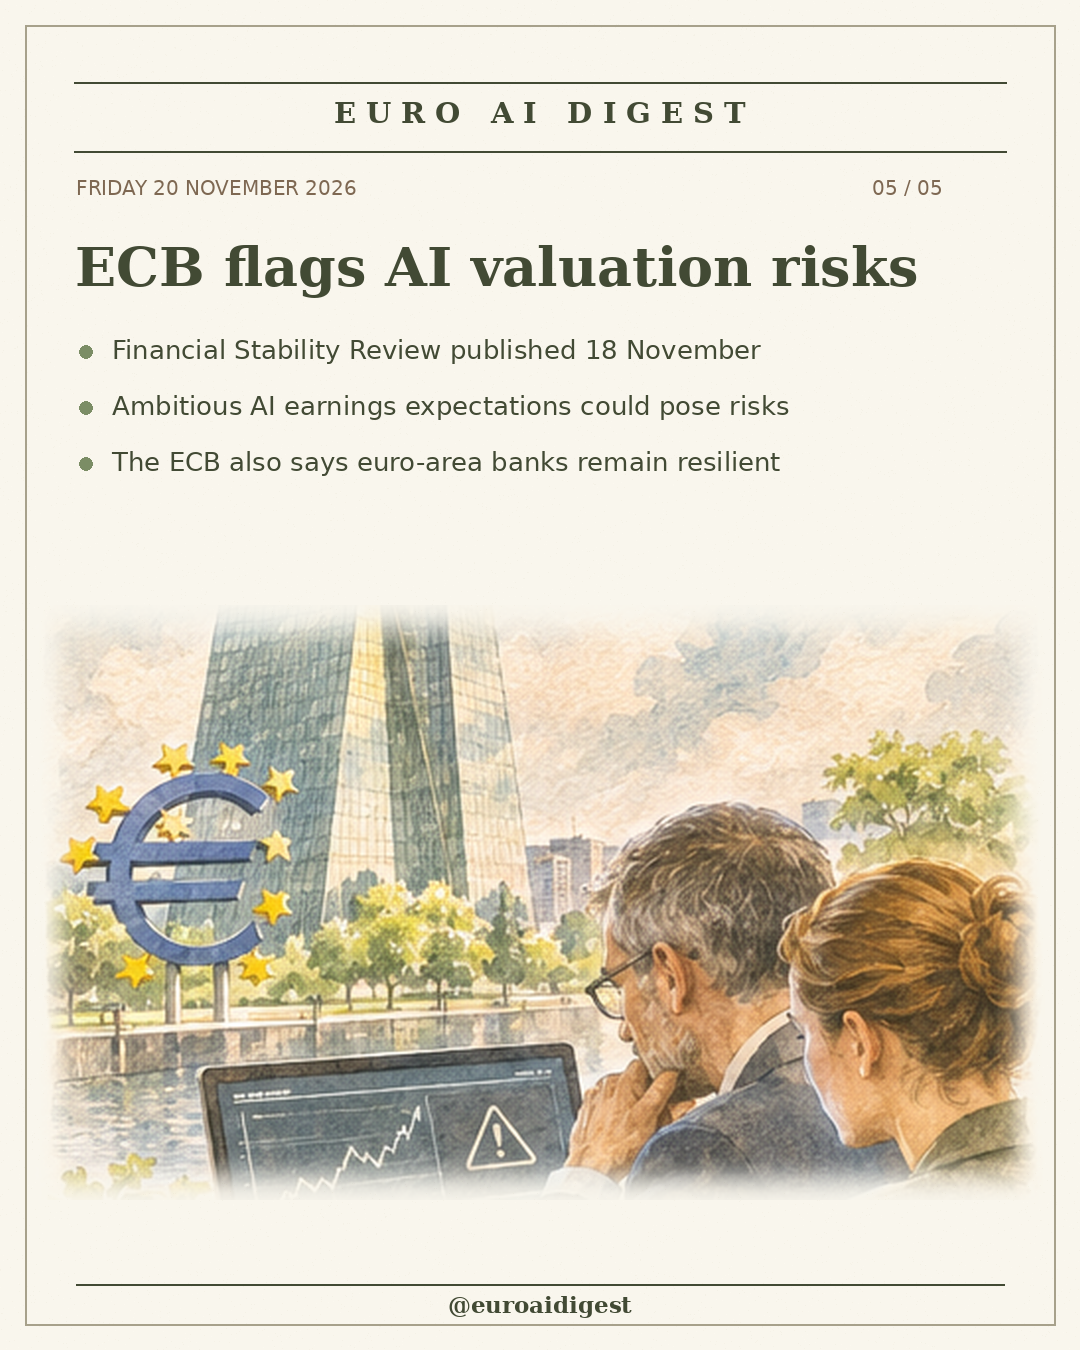 EURO AI DIGEST
FRIDAY 20 NOVEMBER 2026
05 / 05
ECB flags AI valuation risks
Financial Stability Review published 18 November
Ambitious AI earnings expectations could pose risks
The ECB also says euro-area banks remain resilient
@euroaidigest